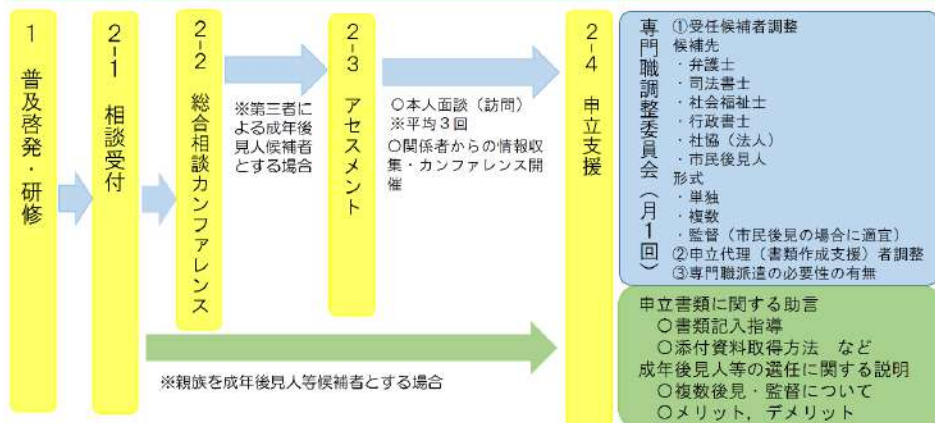 1 普及啓発・研修
2-1 相談受付
2-2 総合相談カンファレンス
※第三者に
よる成年後
見人候補者
とする場合
2-3 アセスメント
○本人面談（訪問）
※平均３回
○関係者からの情報収
集・カンファレンス開
催
※親族を成年後見人等候補者とする場合
2-4 申立支援
専門職調整委員会（月1回）
①受任候補者調整
候補先
・弁護士
・司法書士
・社会福祉士
・行政書士
・社協（法人）
・市民後見人
形式
・単独
・複数
・監督（市民後見の場合に適宜）
②申立代理（書類作成支援）者調整
③専門職派遣の必要性の有無
申立書類に関する助言
○書類記入指導
○添付資料取得方法　など
成年後見人等の選任に関する説明
○複数後見・監督について
○メリット，デメリット